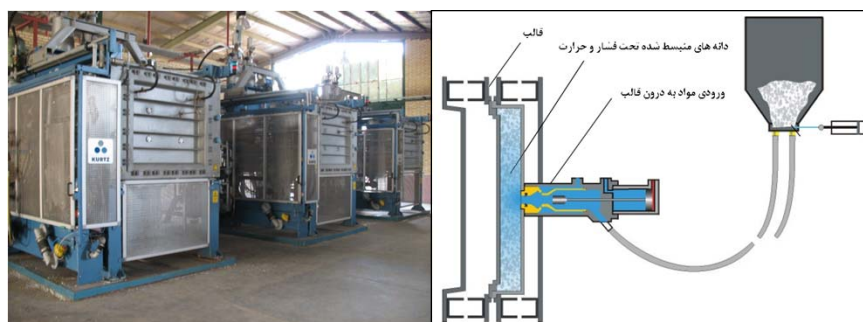 KURTZ
قالب
دانه های منبسط شده تحت فشار و حرارت
ورودی مواد به درون قالب